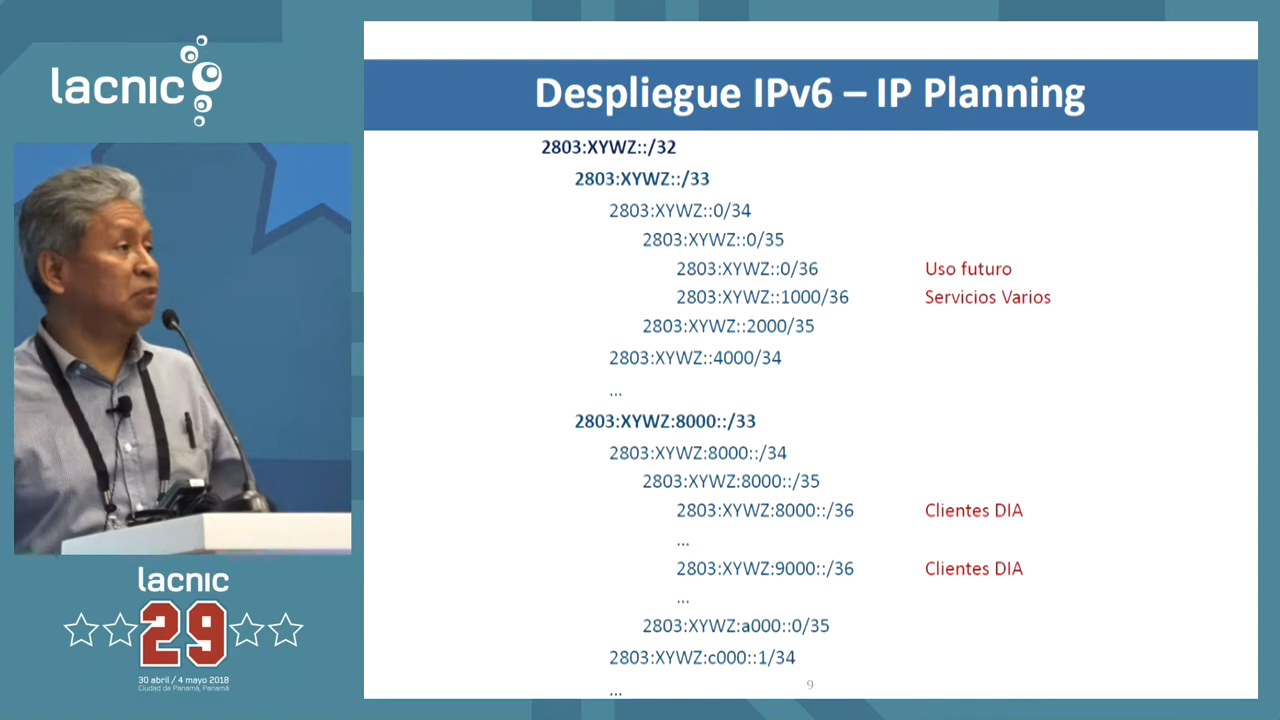 lacnic
Despliegue IPv6 – IP Planning
2803:XYWZ::/32
2803:XYWZ::/33
2803:XYWZ::0/34
2803:XYWZ::0/35
2803:XYWZ::0/36 Uso futuro
2803:XYWZ::1000/36 Servicios Varios
2803:XYWZ::2000/35
2803:XYWZ::4000/34
...
2803:XYWZ:8000::/33
2803:XYWZ:8000::/34
2803:XYWZ:8000::/35
2803:XYWZ:8000::/36 Clientes DIA
...
2803:XYWZ:9000::/36 Clientes DIA
...
2803:XYWZ:a000::0/35
2803:XYWZ:c000::1/34
...
9
lacnic
29
30 abril / 4 mayo 2018
Ciudad de Panamá, Panamá